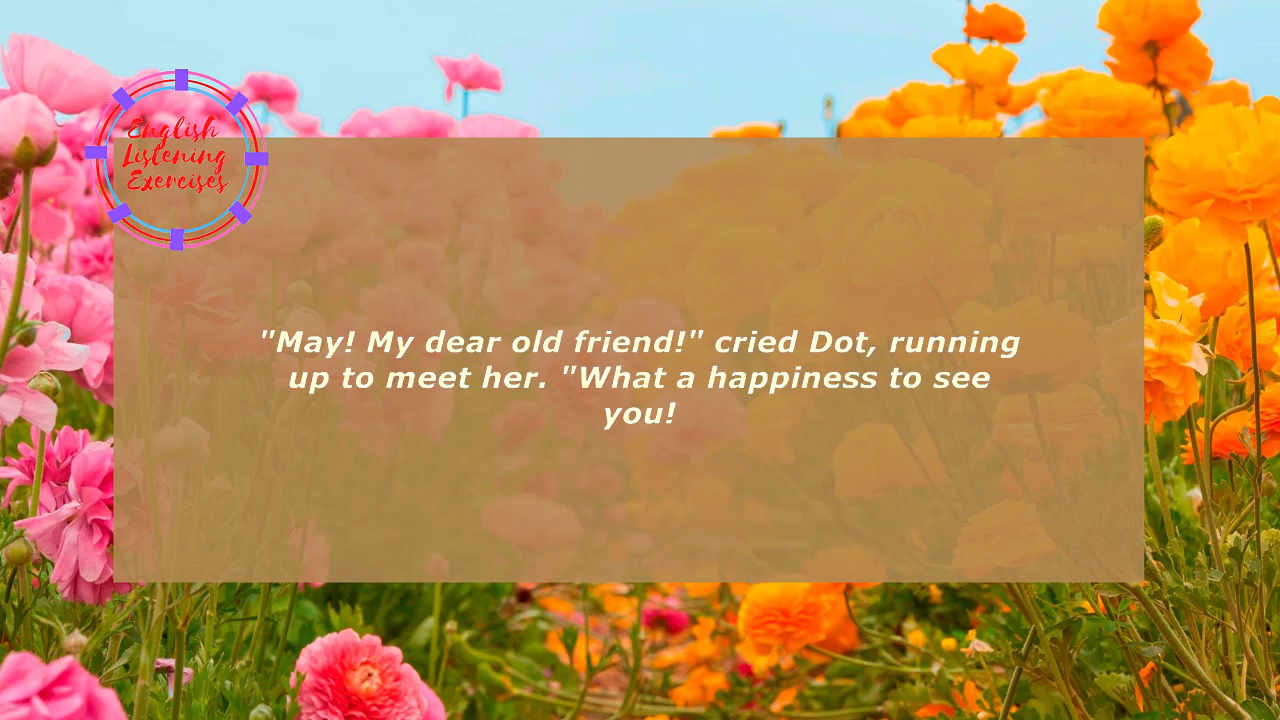 English
Listening
Exercises
"May! My dear old friend!" cried Dot, running
up to meet her. "What a happiness to see
you!